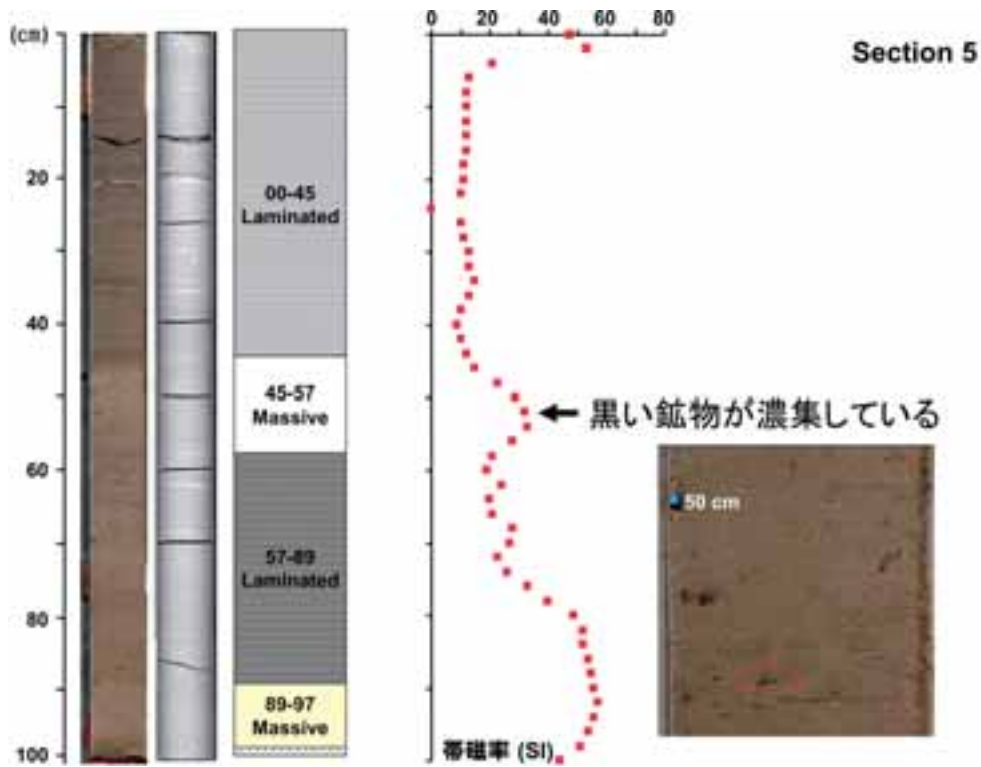 (cm)
20
40
60
80
100
00-45
Laminated
45-57
Massive
57-89
Laminated
89-97
Massive
0 20 40 60 80
Section 5
黒い鉱物が濃集している
50 cm
帯磁率 (SI)